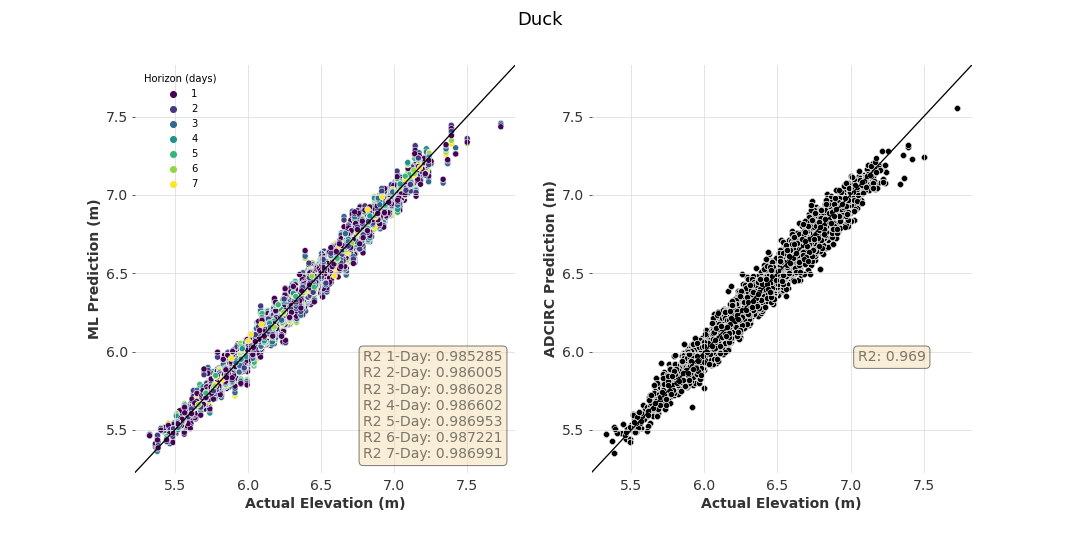 Duck
Horizon (days)
1
2
3
4
5
6
7
7.5
7.0
6.5
6.0
5.5
ML Prediction (m)
R2 1-Day: 0.985285
R2 2-Day: 0.986005
R2 3-Day: 0.986028
R2 4-Day: 0.986602
R2 5-Day: 0.986953
R2 6-Day: 0.987221
R2 7-Day: 0.986991
5.5 6.0 6.5 7.0 7.5
Actual Elevation (m)
7.5
7.0
6.5
6.0
5.5
ADCIRC Prediction (m)
R2: 0.969
5.5 6.0 6.5 7.0 7.5
Actual Elevation (m)